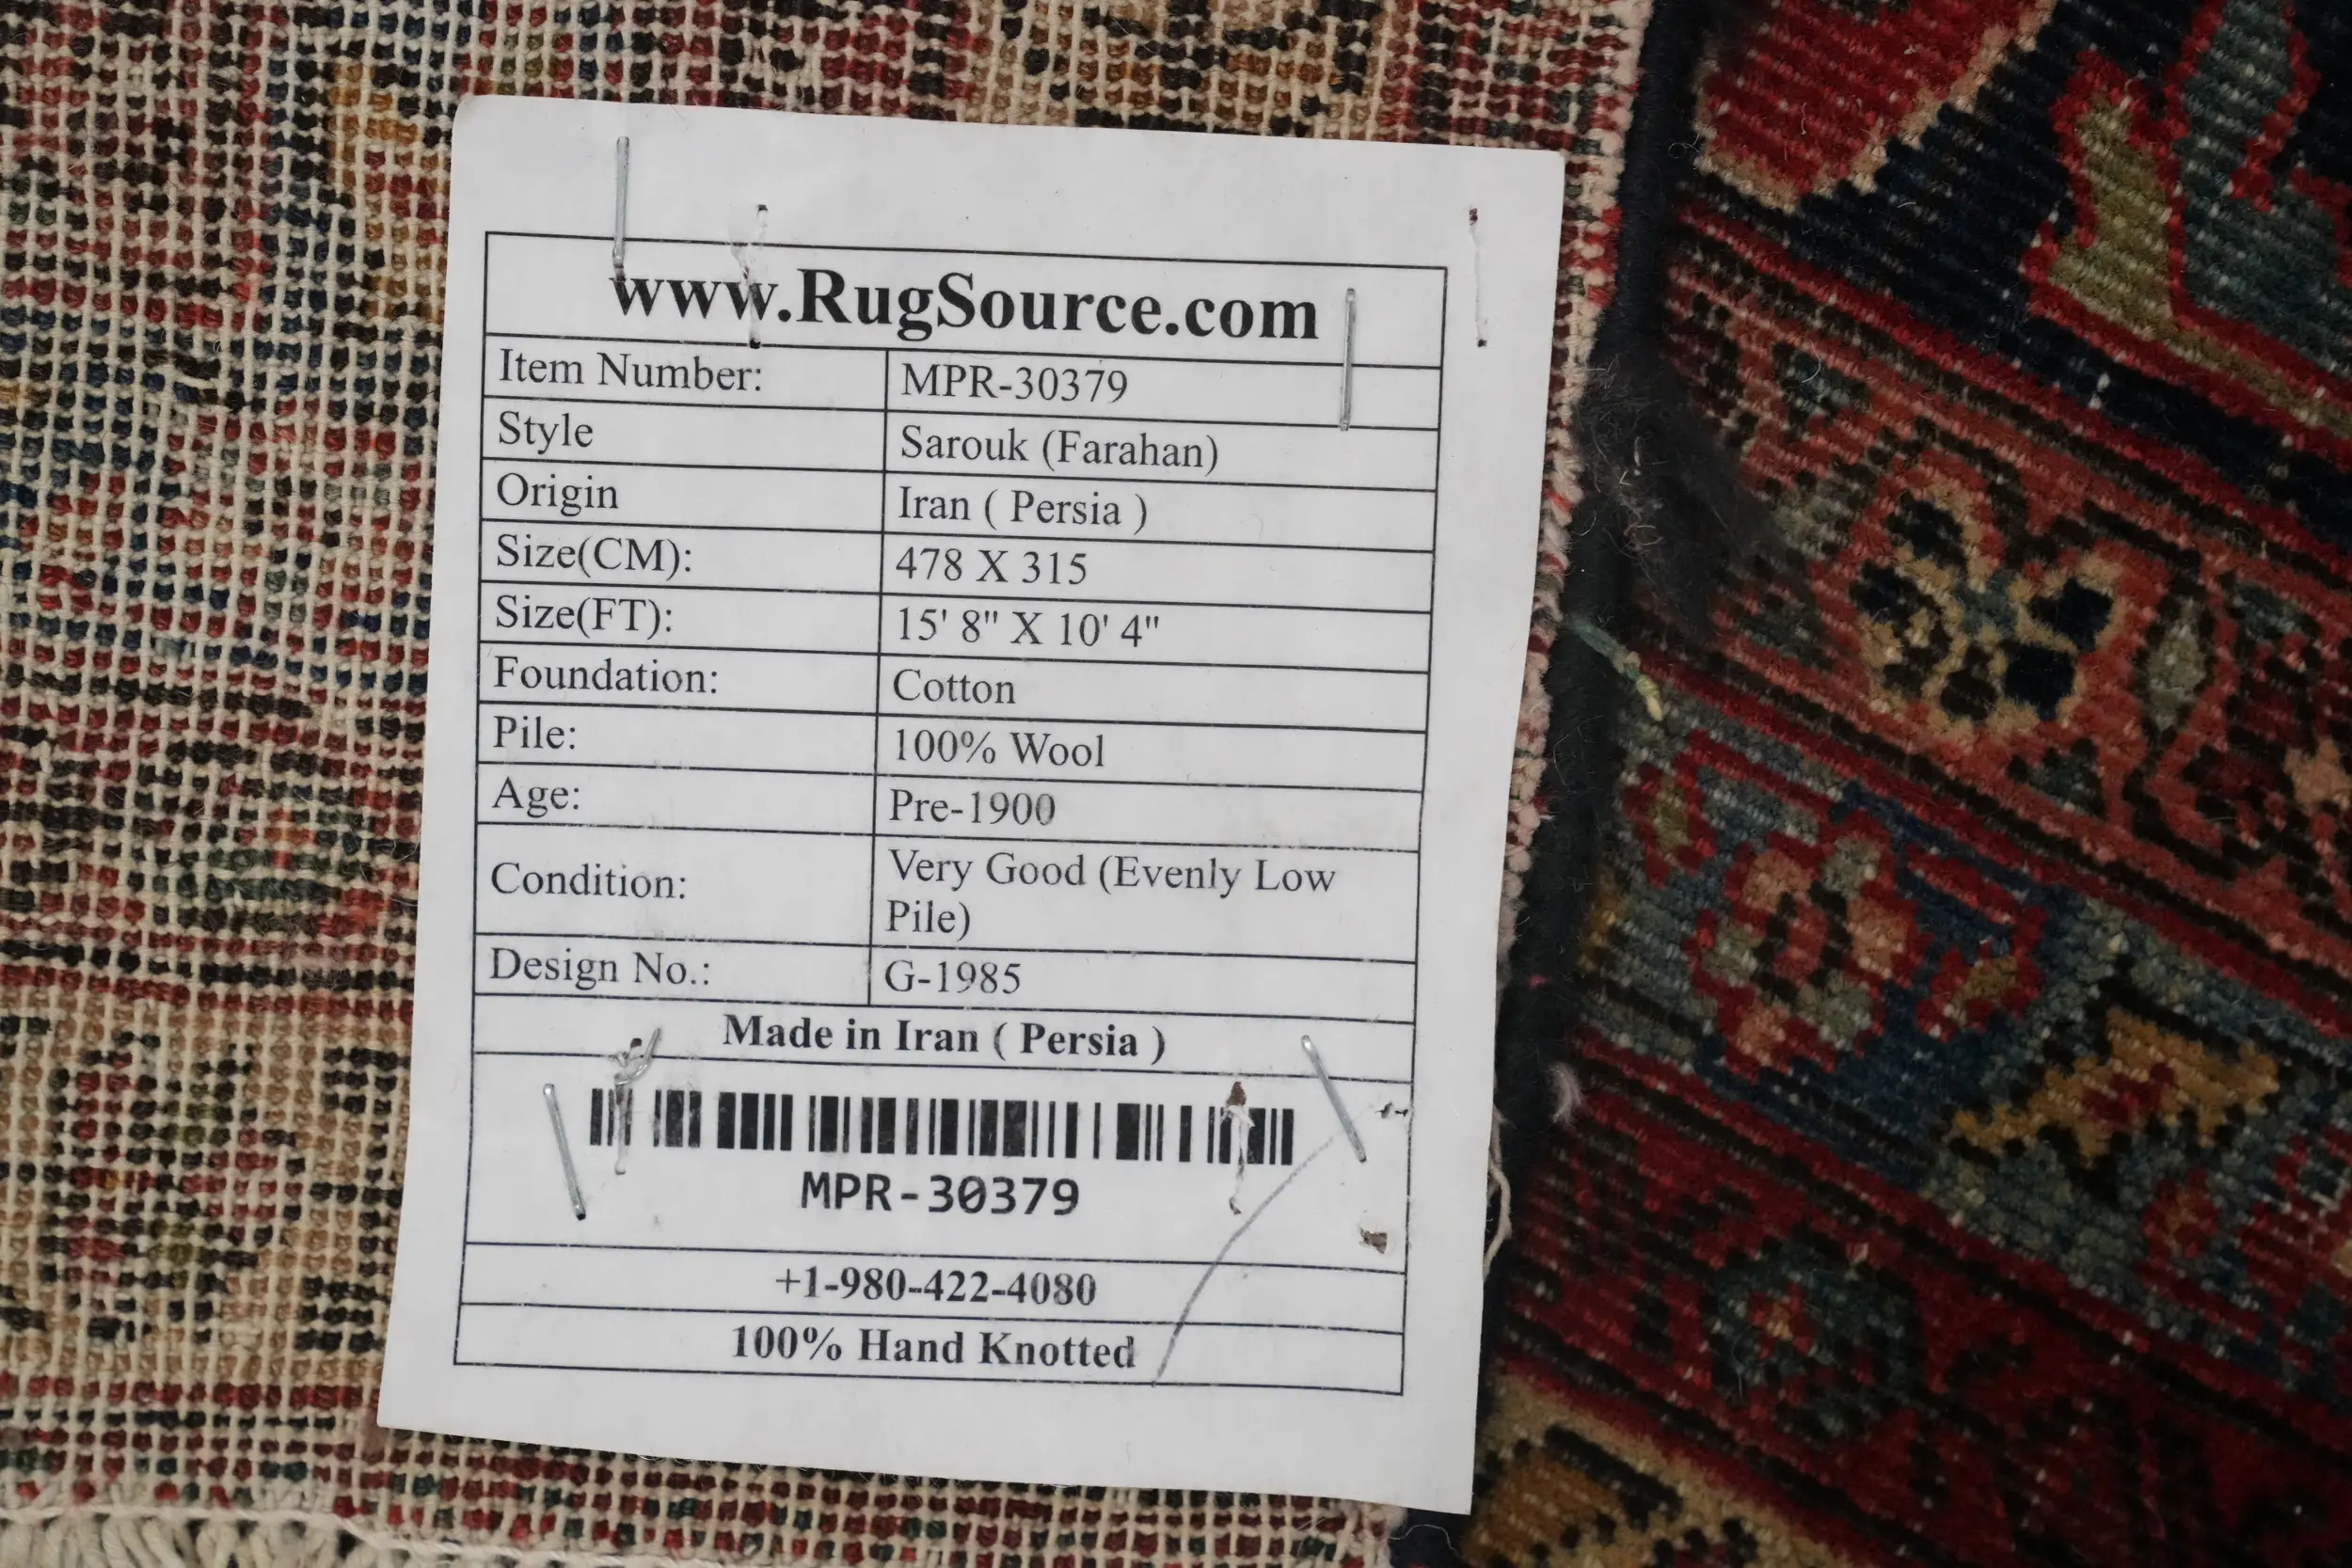 www.RugSource.com
Item Number: MPR-30379
Style Sarouk (Farahan)
Origin Iran ( Persia )
Size(CM): 478 X 315
Size(FT): 15' 8" X 10' 4"
Foundation: Cotton
Pile: 100% Wool
Age: Pre-1900
Condition: Very Good (Evenly Low
Pile)
Design No.: G-1985
Made in Iran ( Persia )
MPR-30379
+1-980-422-4080
100% Hand Knotted